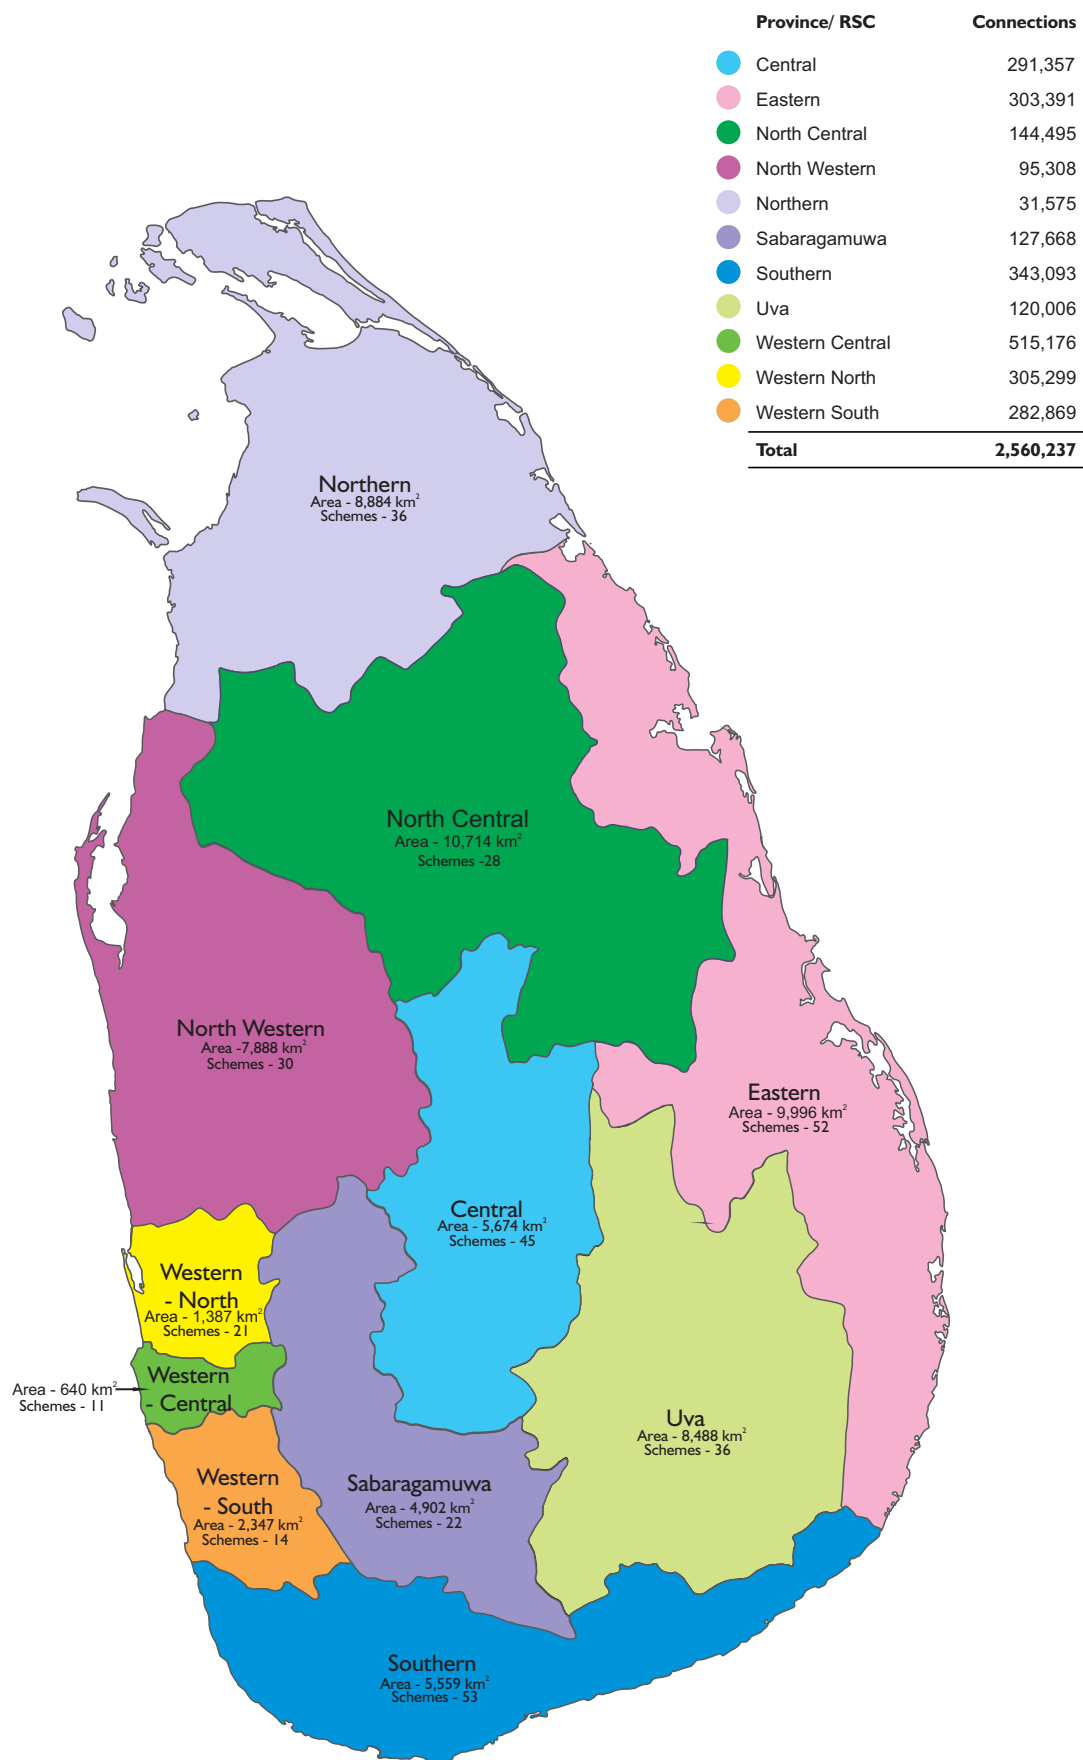 Province/ RSC Connections
Central 291,357
Eastern 303,391
North Central 144,495
North Western 95,308
Northern 31,575
Sabaragamuwa 127,668
Southern 343,093
Uva 120,006
Western Central 515,176
Western North 305,299
Western South 282,869
Total 2,560,237
Northern
Area - 8,884 km²
Schemes - 36
North Central
Area - 10,714 km²
Schemes -28
North Western
Area -7,888 km²
Schemes - 30
Eastern
Area - 9,996 km²
Schemes - 52
Central
Area - 5,674 km²
Schemes - 45
Western
- North
Area - 1,387 km²
Schemes - 21
Western
- Central
Area - 640 km²
Schemes - 11
Uva
Area - 8,488 km²
Schemes - 36
Western
- South
Area - 2,347 km²
Schemes - 14
Sabaragamuwa
Area - 4,902 km²
Schemes - 22
Southern
Area - 5,559 km²
Schemes - 53